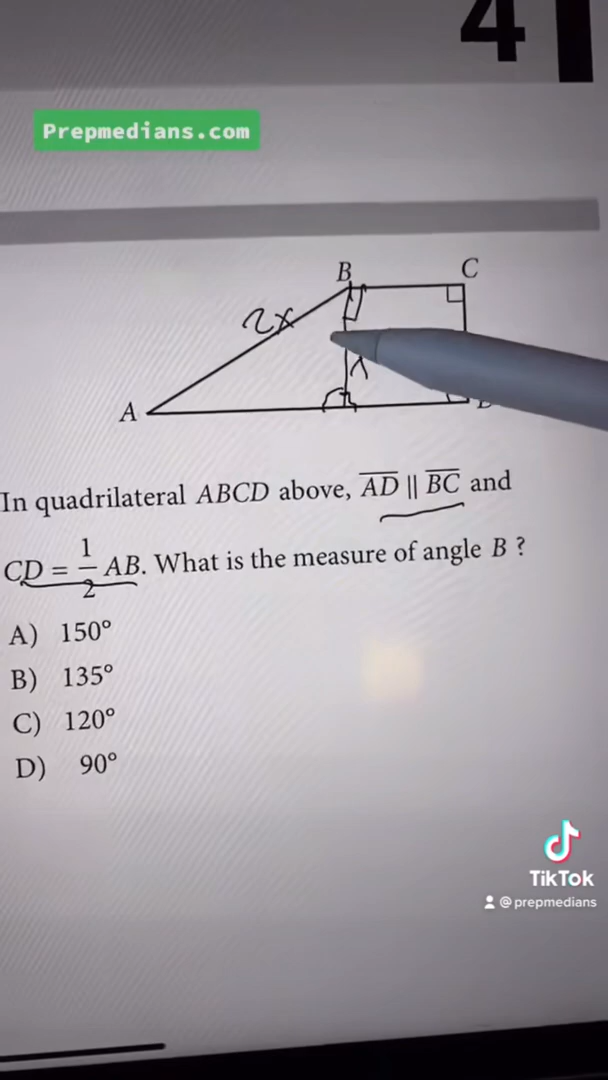 41
Prepmedians.com
B
C
2x
x
A
In quadrilateral ABCD above, AD || BC and
CD = 1/2 AB. What is the measure of angle B ?
A) 150°
B) 135°
C) 120°
D) 90°
TikTok
@prepmedians